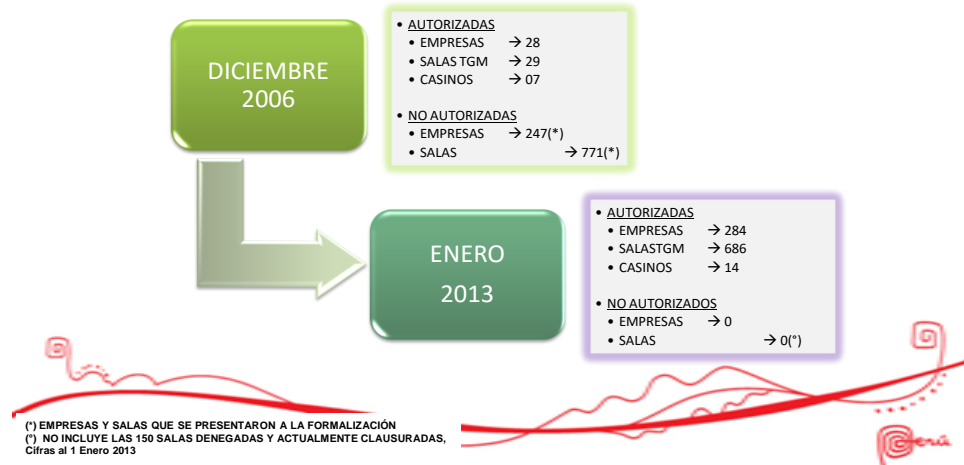 DICIEMBRE
2006
• AUTORIZADAS
• EMPRESAS → 28
• SALAS TGM → 29
• CASINOS → 07
• NO AUTORIZADAS
• EMPRESAS → 247(*)
• SALAS → 771(*)
ENERO
2013
• AUTORIZADAS
• EMPRESAS → 284
• SALASTGM → 686
• CASINOS → 14
• NO AUTORIZADOS
• EMPRESAS → 0
• SALAS → 0(°)
(*) EMPRESAS Y SALAS QUE SE PRESENTARON A LA FORMALIZACIÓN
(°) NO INCLUYE LAS 150 SALAS DENEGADAS Y ACTUALMENTE CLAUSURADAS,
Cifras al 1 Enero 2013
Perú